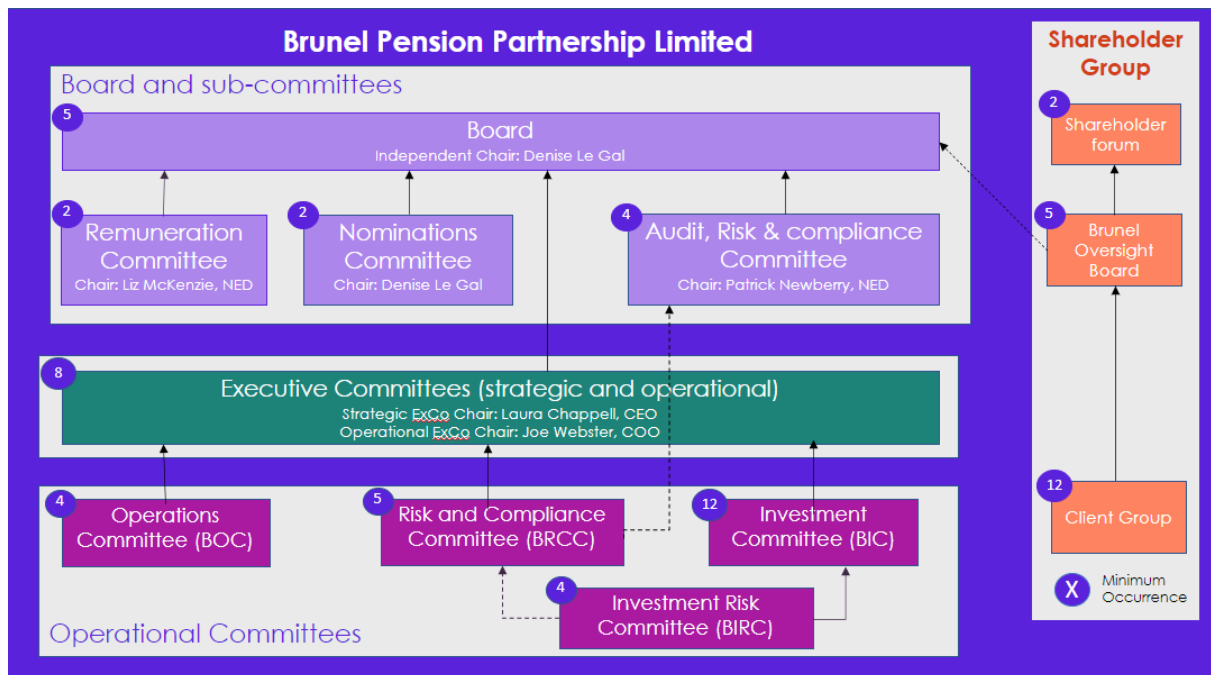 Brunel Pension Partnership Limited
Shareholder
Group
Board and sub-committees
5
Board
Independent Chair: Denise Le Gal
2
Shareholder
forum
2
Remuneration
Committee
Chair: Liz McKenzie, NED
2
Nominations
Committee
Chair: Denise Le Gal
4
Audit, Risk & compliance
Committee
Chair: Patrick Newberry, NED
5
Brunel
Oversight
Board
8
Executive Committees (strategic and operational)
Strategic ExCo Chair: Laura Chappell, CEO
Operational ExCo Chair: Joe Webster, COO
4
Operations
Committee (BOC)
5
Risk and Compliance
Committee (BRCC)
12
Investment
Committee (BIC)
12
Client Group
4
Investment Risk
Committee (BIRC)
Operational Committees
X
Minimum
Occurrence